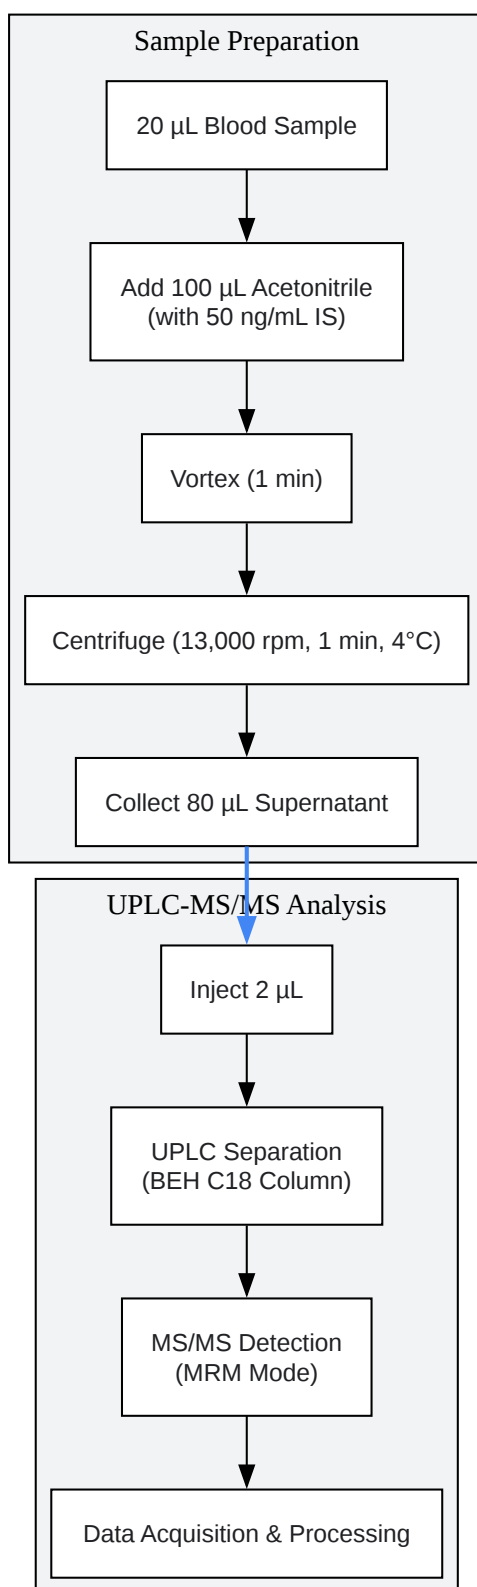 Sample Preparation
20 µL Blood Sample
Add 100 µL Acetonitrile
(with 50 ng/mL IS)
Vortex (1 min)
Centrifuge (13,000 rpm, 1 min, 4°C)
Collect 80 µL Supernatant
UPLC-MS/MS Analysis
Inject 2 µL
UPLC Separation
(BEH C18 Column)
MS/MS Detection
(MRM Mode)
Data Acquisition & Processing